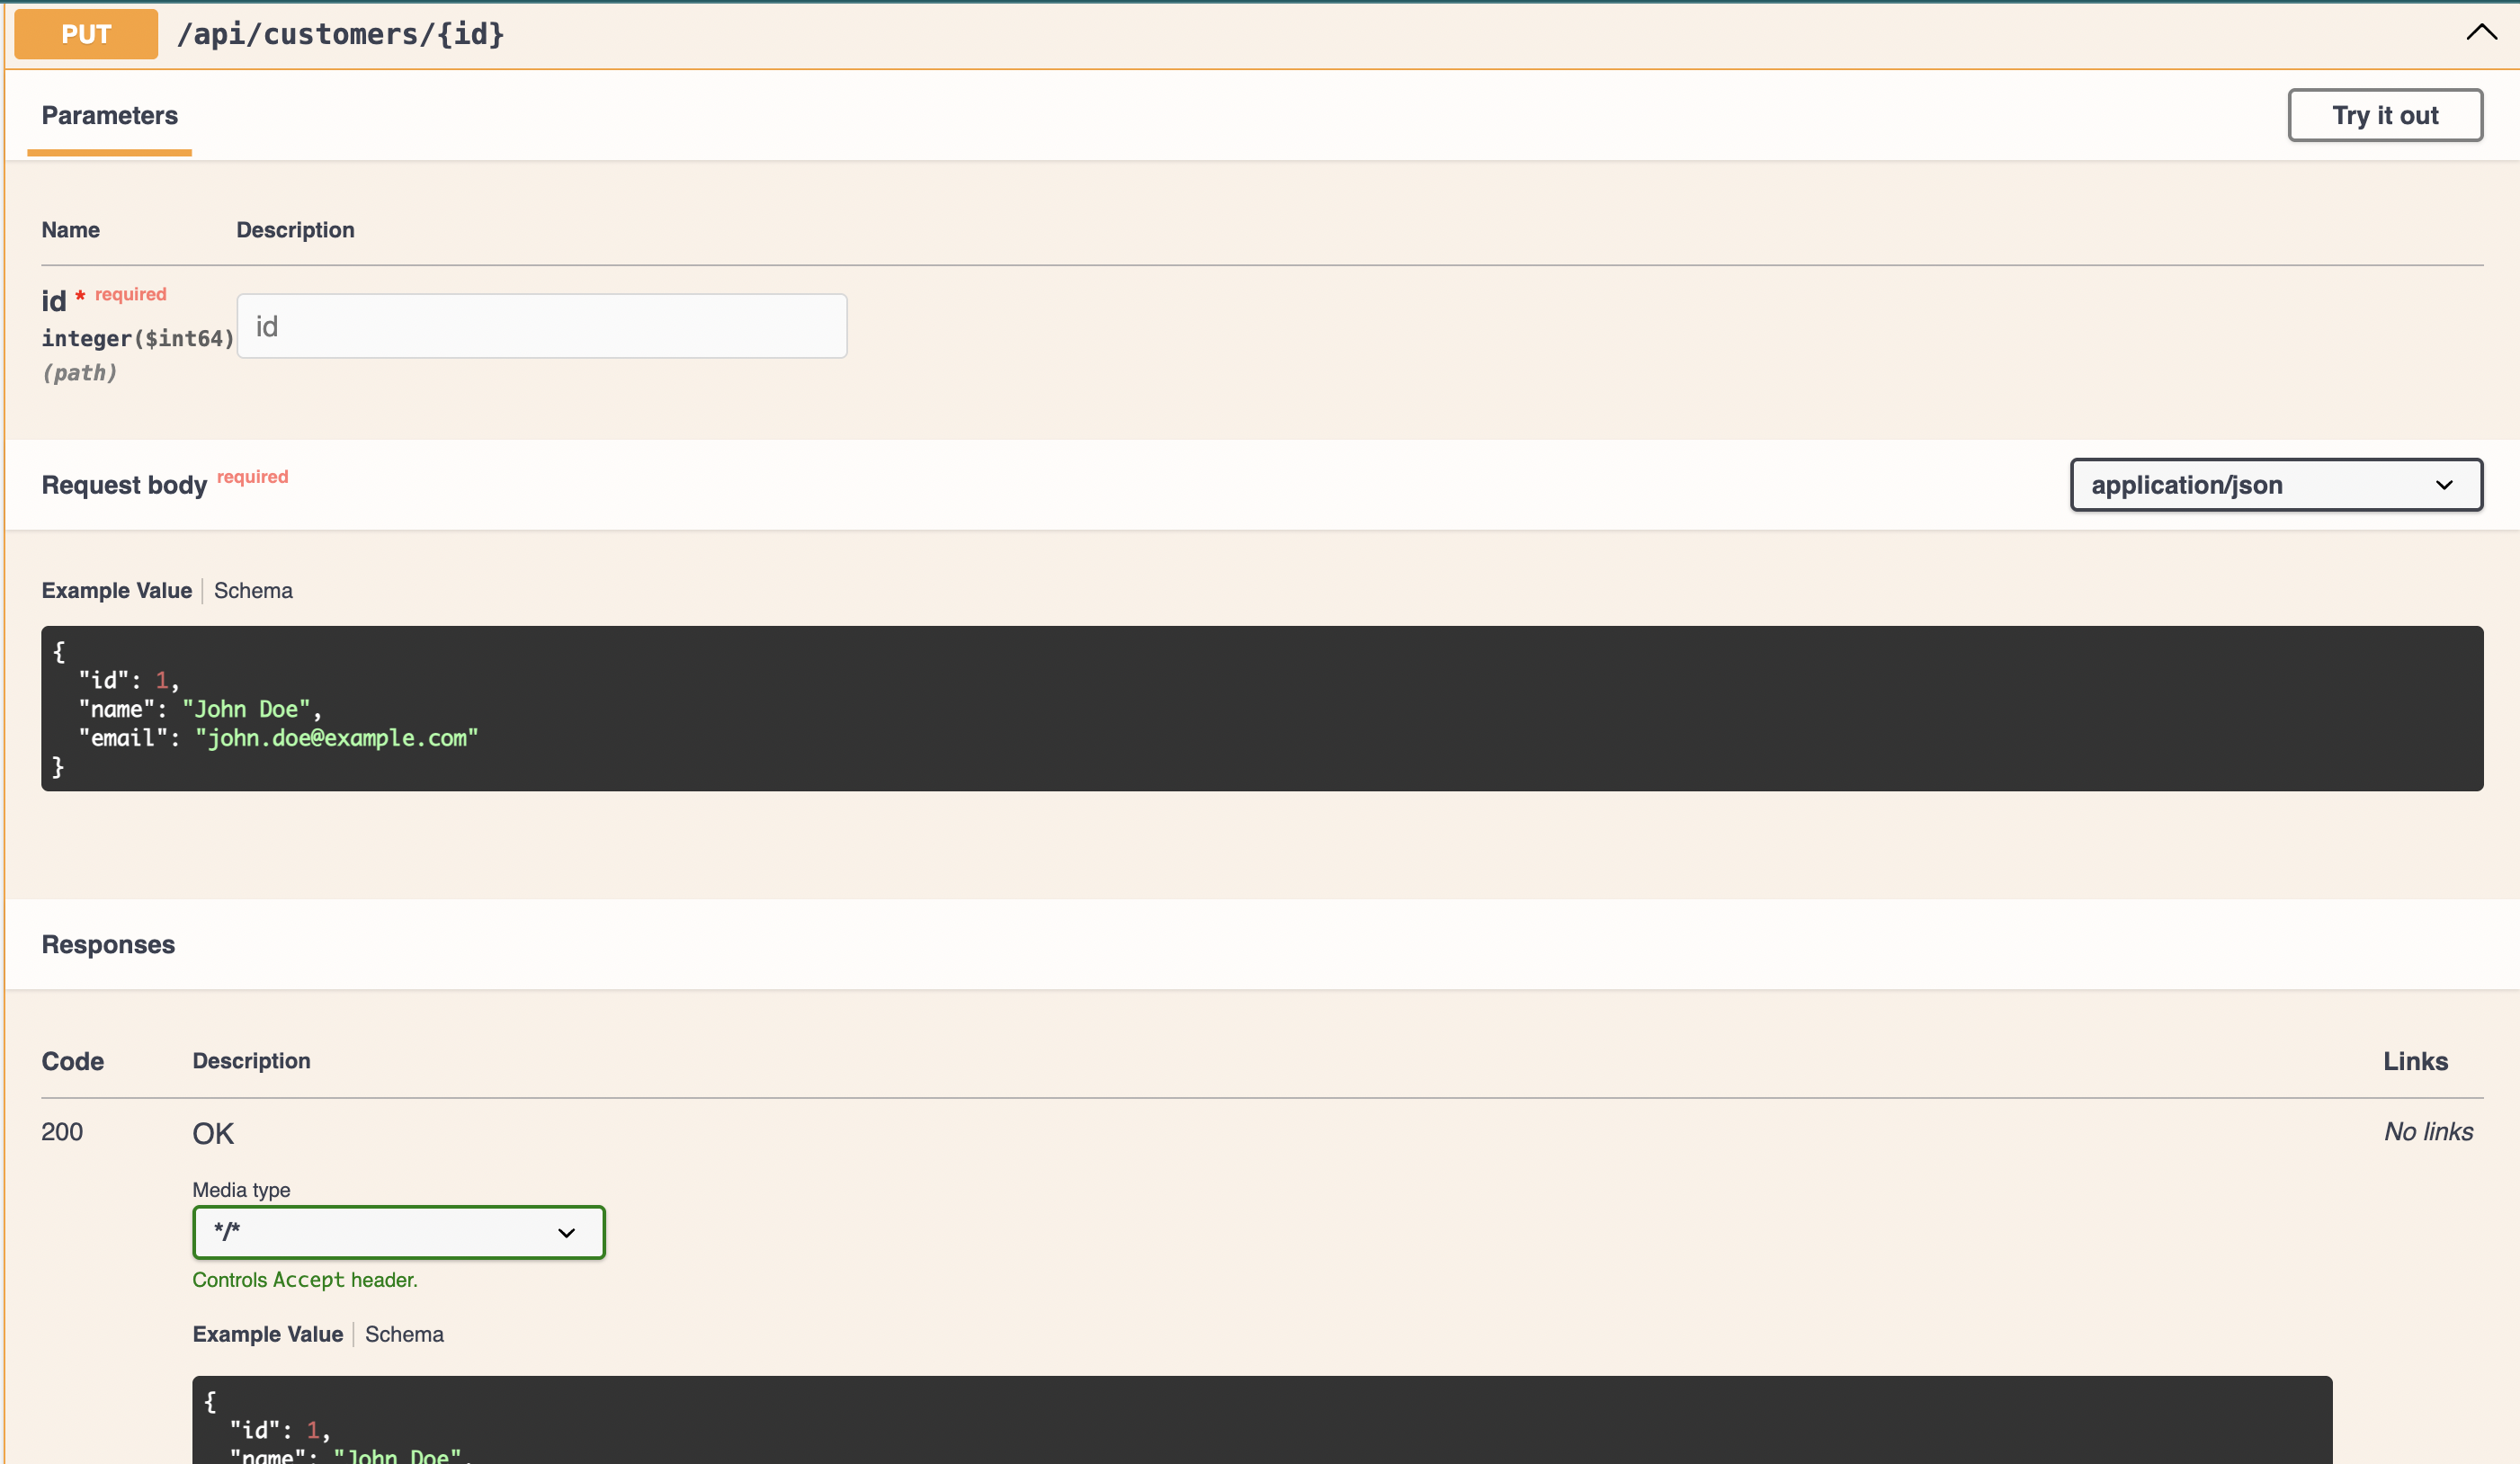 PUT /api/customers/{id}
Parameters
Try it out
Name Description
id * required
integer($int64)
(path)
id
Request body required
application/json
Example Value Schema
{
  "id": 1,
  "name": "John Doe",
  "email": "john.doe@example.com"
}
Responses
Code Description Links
200 OK No links
Media type
*/*
Controls Accept header.
Example Value Schema
{
  "id": 1,
  "name": "John Doe",